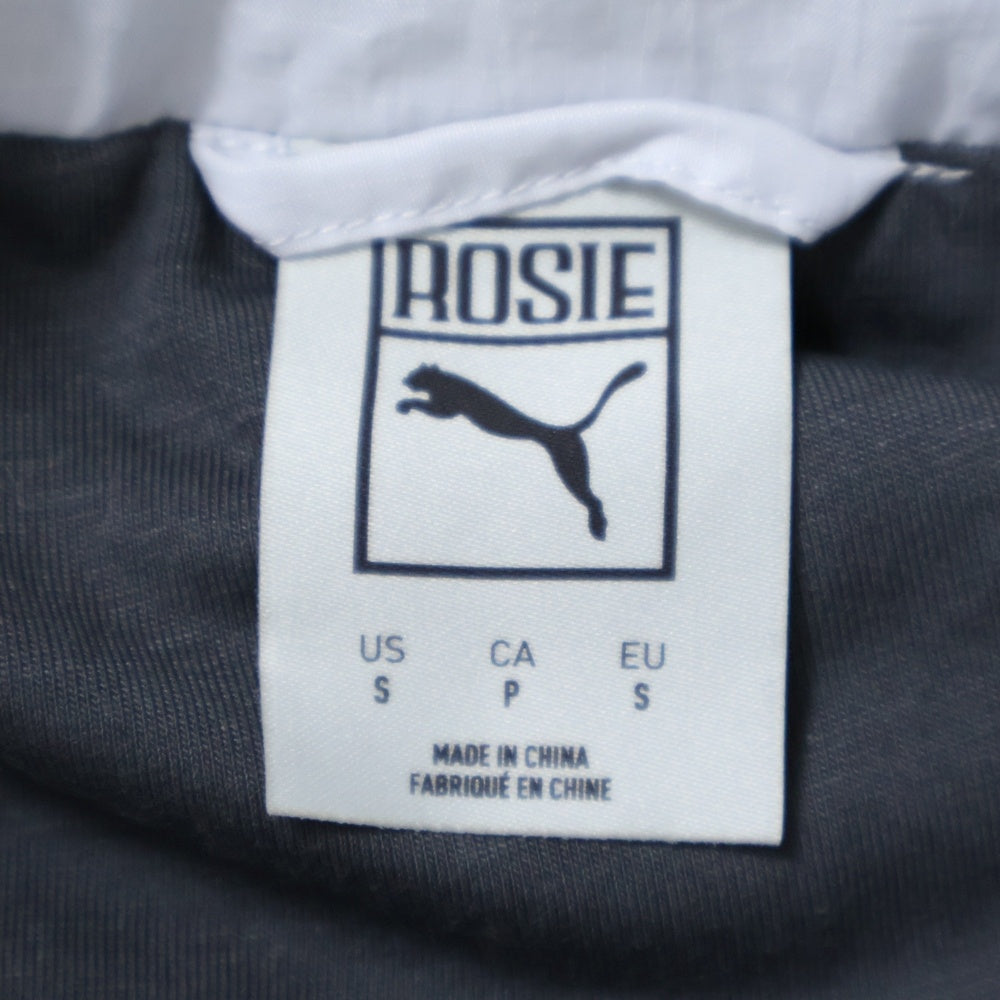 ROSIE
US CA EU
S P S
MADE IN CHINA
FABRIQUÉ EN CHINE